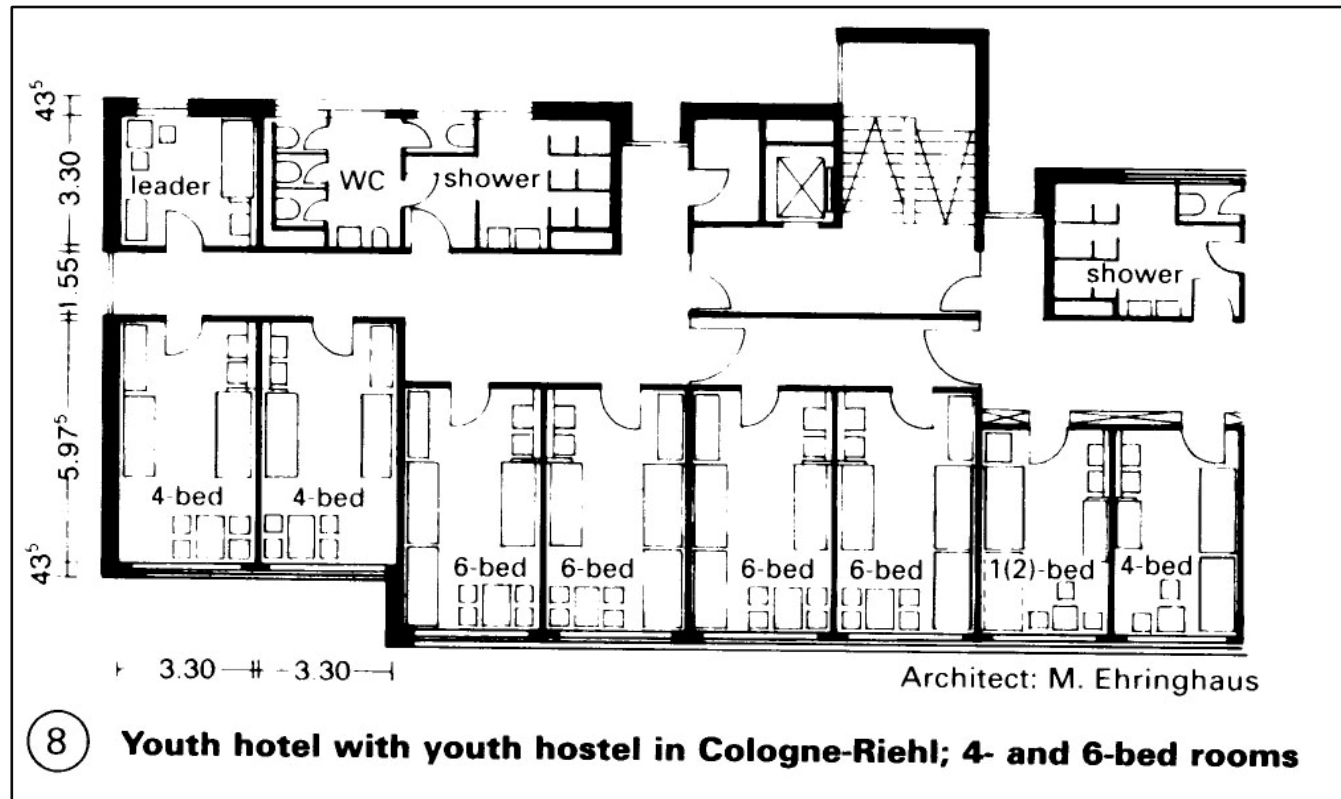 43⁵
3.30
1.55
5.97⁵
43⁵
leader
WC
shower
shower
4-bed
4-bed
6-bed
6-bed
6-bed
6-bed
1(2)-bed
4-bed
3.30
3.30
Architect: M. Ehringhaus
8 Youth hotel with youth hostel in Cologne-Riehl; 4- and 6-bed rooms